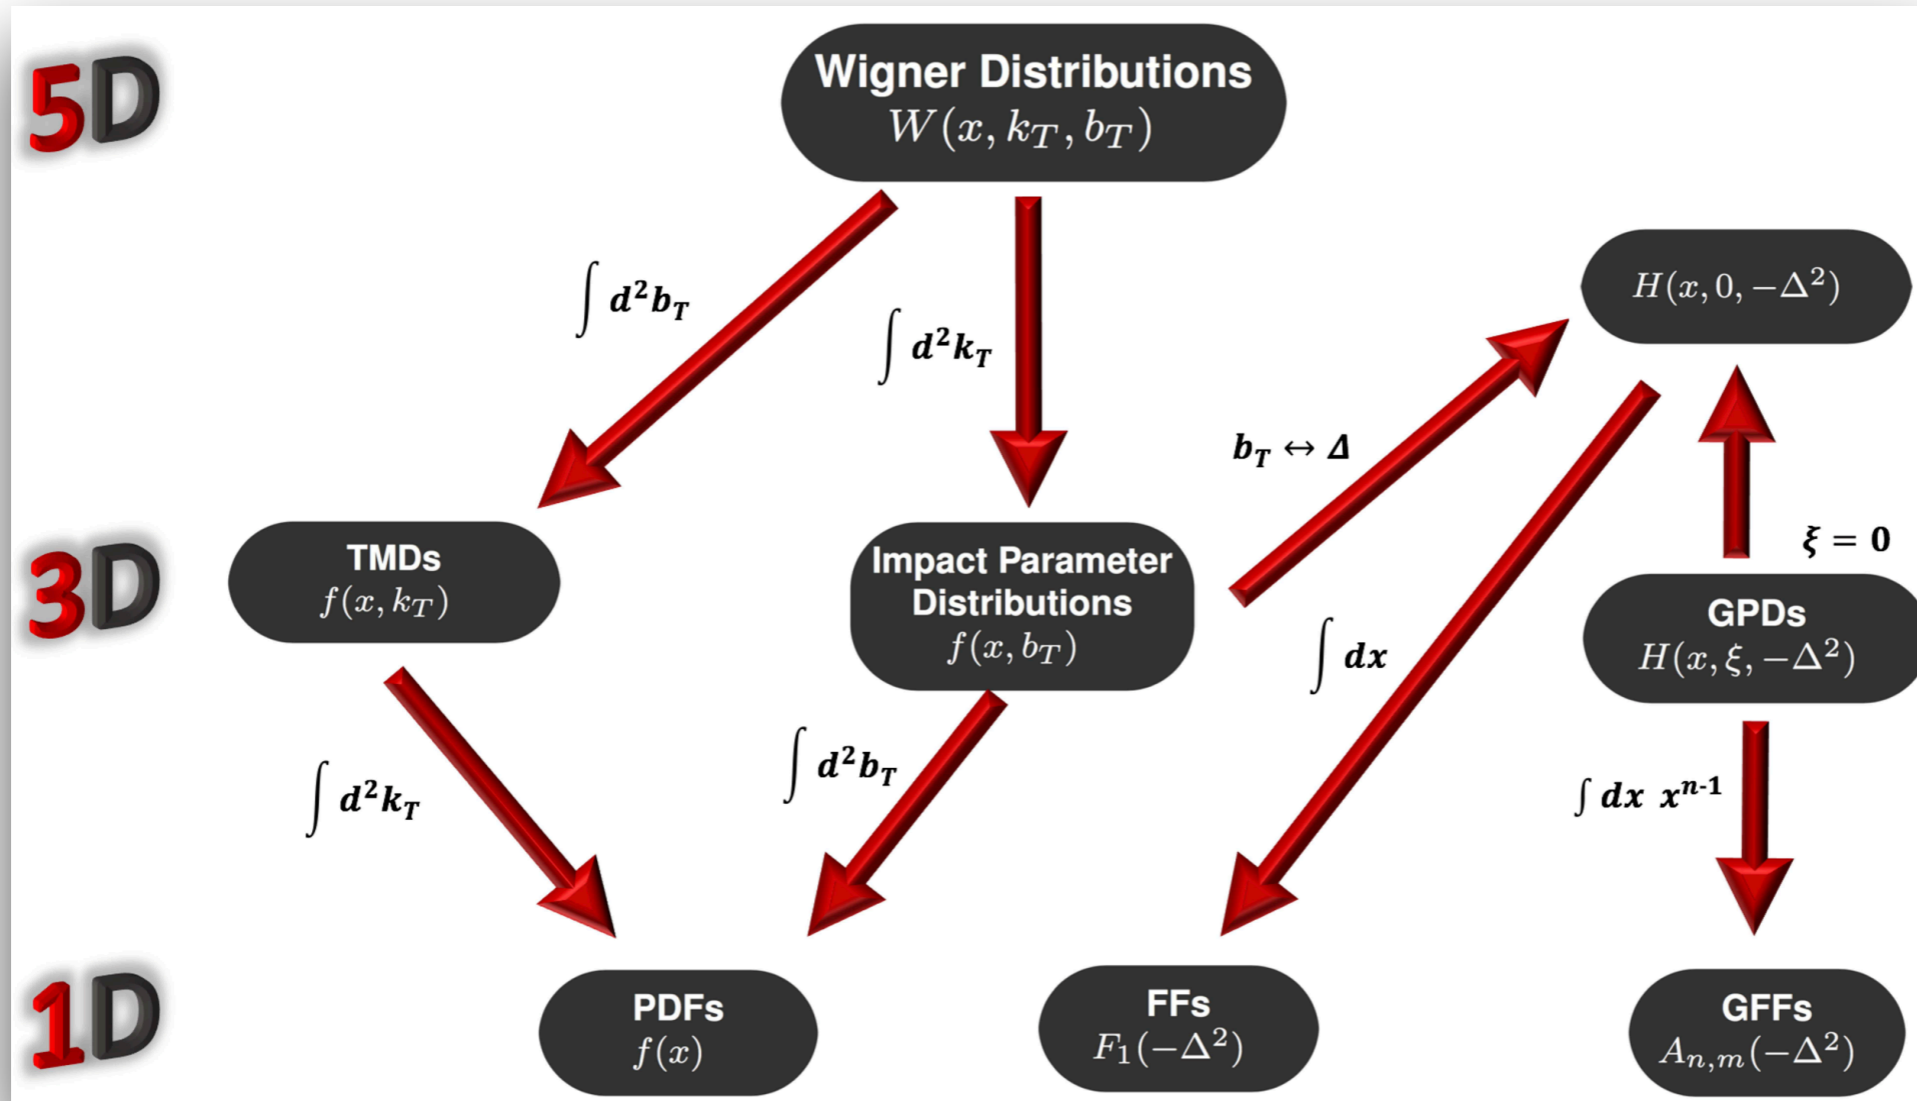 5D
Wigner Distributions
W(x, k_T, b_T)
∫ d²b_T
∫ d²k_T
H(x, 0, −Δ²)
b_T ↔ Δ
3D
TMDs
f(x, k_T)
Impact Parameter
Distributions
f(x, b_T)
ξ = 0
GPDs
H(x, ξ, −Δ²)
∫ dx
∫ d²k_T
∫ d²b_T
∫ dx xⁿ⁻¹
1D
PDFs
f(x)
FFs
F₁(−Δ²)
GFFs
A_{n,m}(−Δ²)